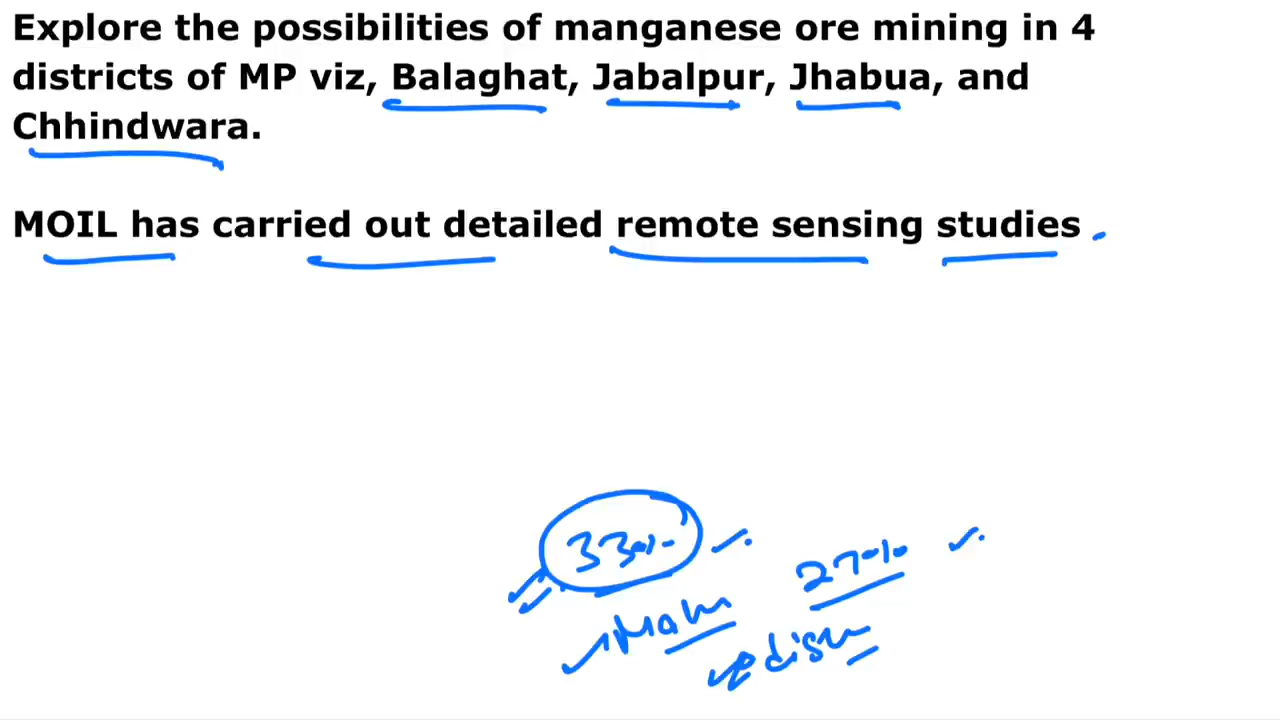 Explore the possibilities of manganese ore mining in 4
districts of MP viz, Balaghat, Jabalpur, Jhabua, and
Chhindwara.
MOIL has carried out detailed remote sensing studies.
33%
27%
Mah